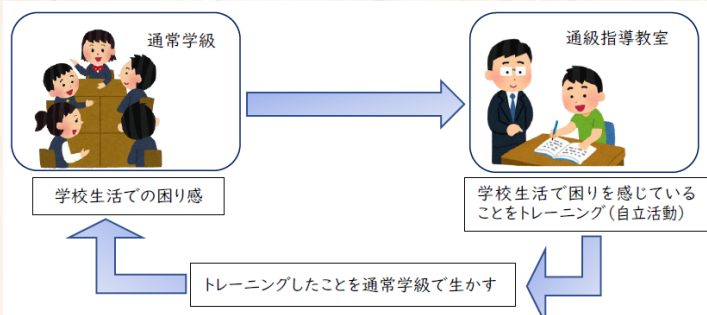 通常学級
通級指導教室
学校生活での困り感
学校生活で困りを感じている
ことをトレーニング(自立活動)
トレーニングしたことを通常学級で生かす